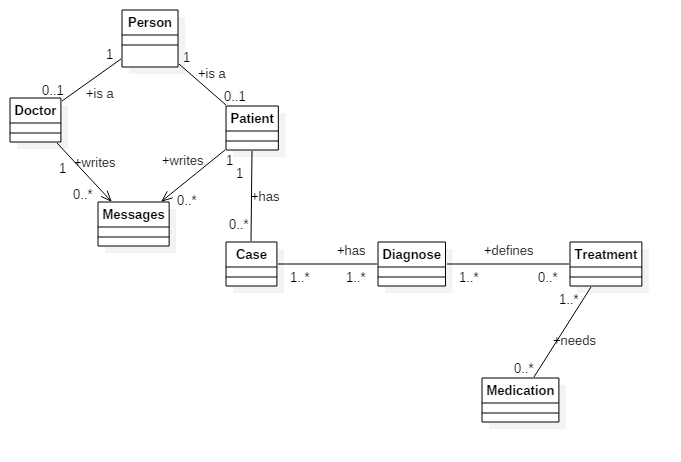 Person
1
1
+is a
0..1
+is a
0..1
Doctor
Patient
1
+writes
+writes
1
1
0..*
0..*
+has
Messages
0..*
Case
+has
Diagnose
+defines
Treatment
1..*
1..*
1..*
0..*
1..*
+needs
0..*
Medication